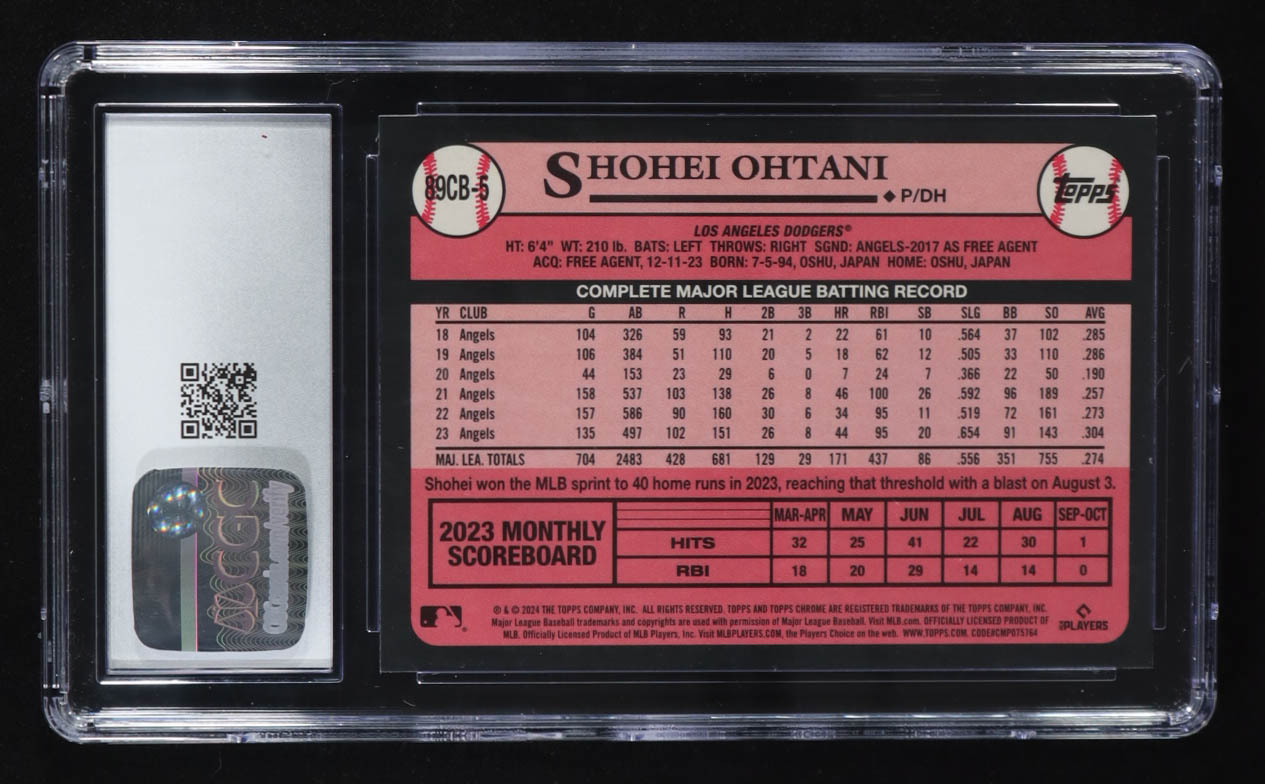 89CB-5
SHOHEI OHTANI
◆ P/DH
TOPPS
LOS ANGELES DODGERS®
HT: 6'4" WT: 210 lb. BATS: LEFT THROWS: RIGHT SGND: ANGELS-2017 AS FREE AGENT
ACQ: FREE AGENT, 12-11-23 BORN: 7-5-94, OSHU, JAPAN HOME: OSHU, JAPAN
COMPLETE MAJOR LEAGUE BATTING RECORD
YR CLUB G AB R H 2B 3B HR RBI SB SLG BB SO AVG
18 Angels 104 326 59 93 21 2 22 61 10 .564 37 102 .285
19 Angels 106 384 51 110 20 5 18 62 12 .505 33 110 .286
20 Angels 44 153 23 29 6 0 7 24 7 .366 22 50 .190
21 Angels 158 537 103 138 26 8 46 100 26 .592 96 189 .257
22 Angels 157 586 90 160 30 6 34 95 11 .519 72 161 .273
23 Angels 135 497 102 151 26 8 44 95 20 .654 91 143 .304
MAJ. LEA. TOTALS 704 2483 428 681 129 29 171 437 86 .556 351 755 .274
Shohei won the MLB sprint to 40 home runs in 2023, reaching that threshold with a blast on August 3.
2023 MONTHLY
SCOREBOARD
MAR-APR MAY JUN JUL AUG SEP-OCT
HITS 32 25 41 22 30 1
RBI 18 20 29 14 14 0
® & © 2024 THE TOPPS COMPANY, INC. ALL RIGHTS RESERVED. TOPPS AND TOPPS CHROME ARE REGISTERED TRADEMARKS OF THE TOPPS COMPANY, INC.
Major League Baseball trademarks and copyrights are used with permission of Major League Baseball. Visit MLB.com. OFFICIALLY LICENSED PRODUCT OF
MLB. Officially Licensed Product of MLB Players, Inc. Visit MLBPLAYERS.COM, the Players Choice on the web. WWW.TOPPS.COM. CODE#CMP075764
PLAYERS
CGC